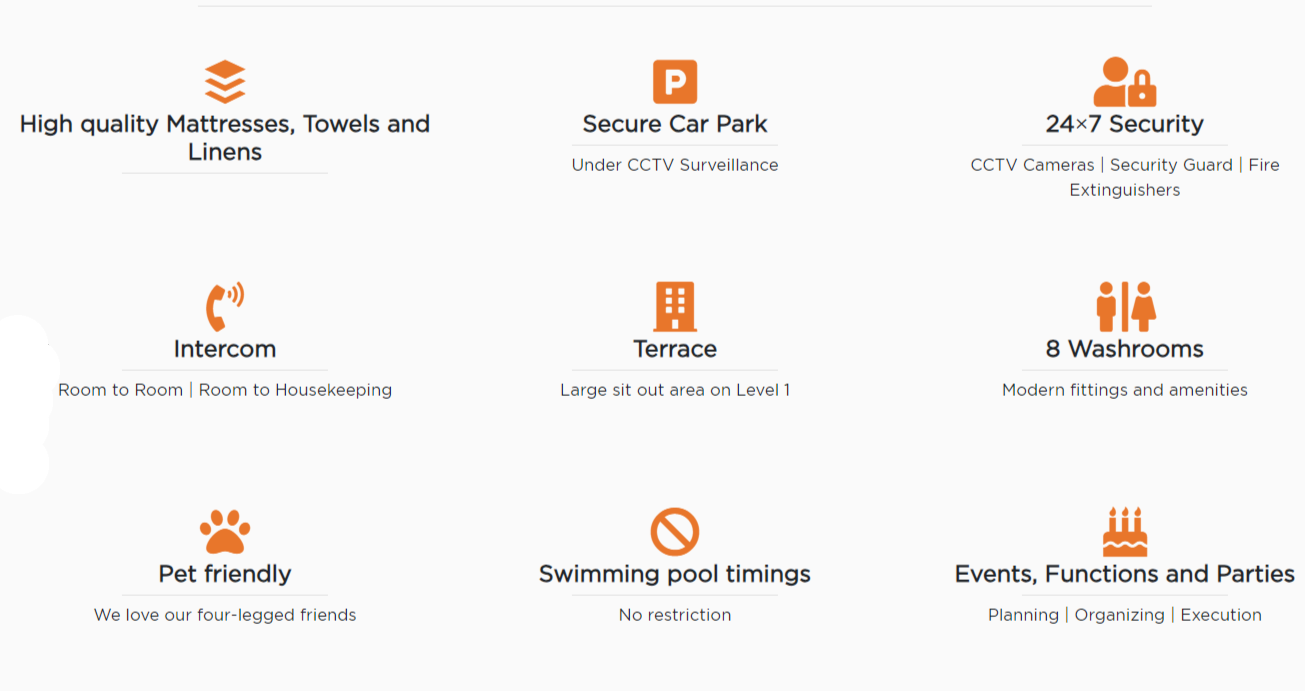 High quality Mattresses, Towels and
Linens
P
Secure Car Park
Under CCTV Surveillance
24×7 Security
CCTV Cameras | Security Guard | Fire
Extinguishers
Intercom
Room to Room | Room to Housekeeping
Terrace
Large sit out area on Level 1
8 Washrooms
Modern fittings and amenities
Pet friendly
We love our four-legged friends
Swimming pool timings
No restriction
Events, Functions and Parties
Planning | Organizing | Execution